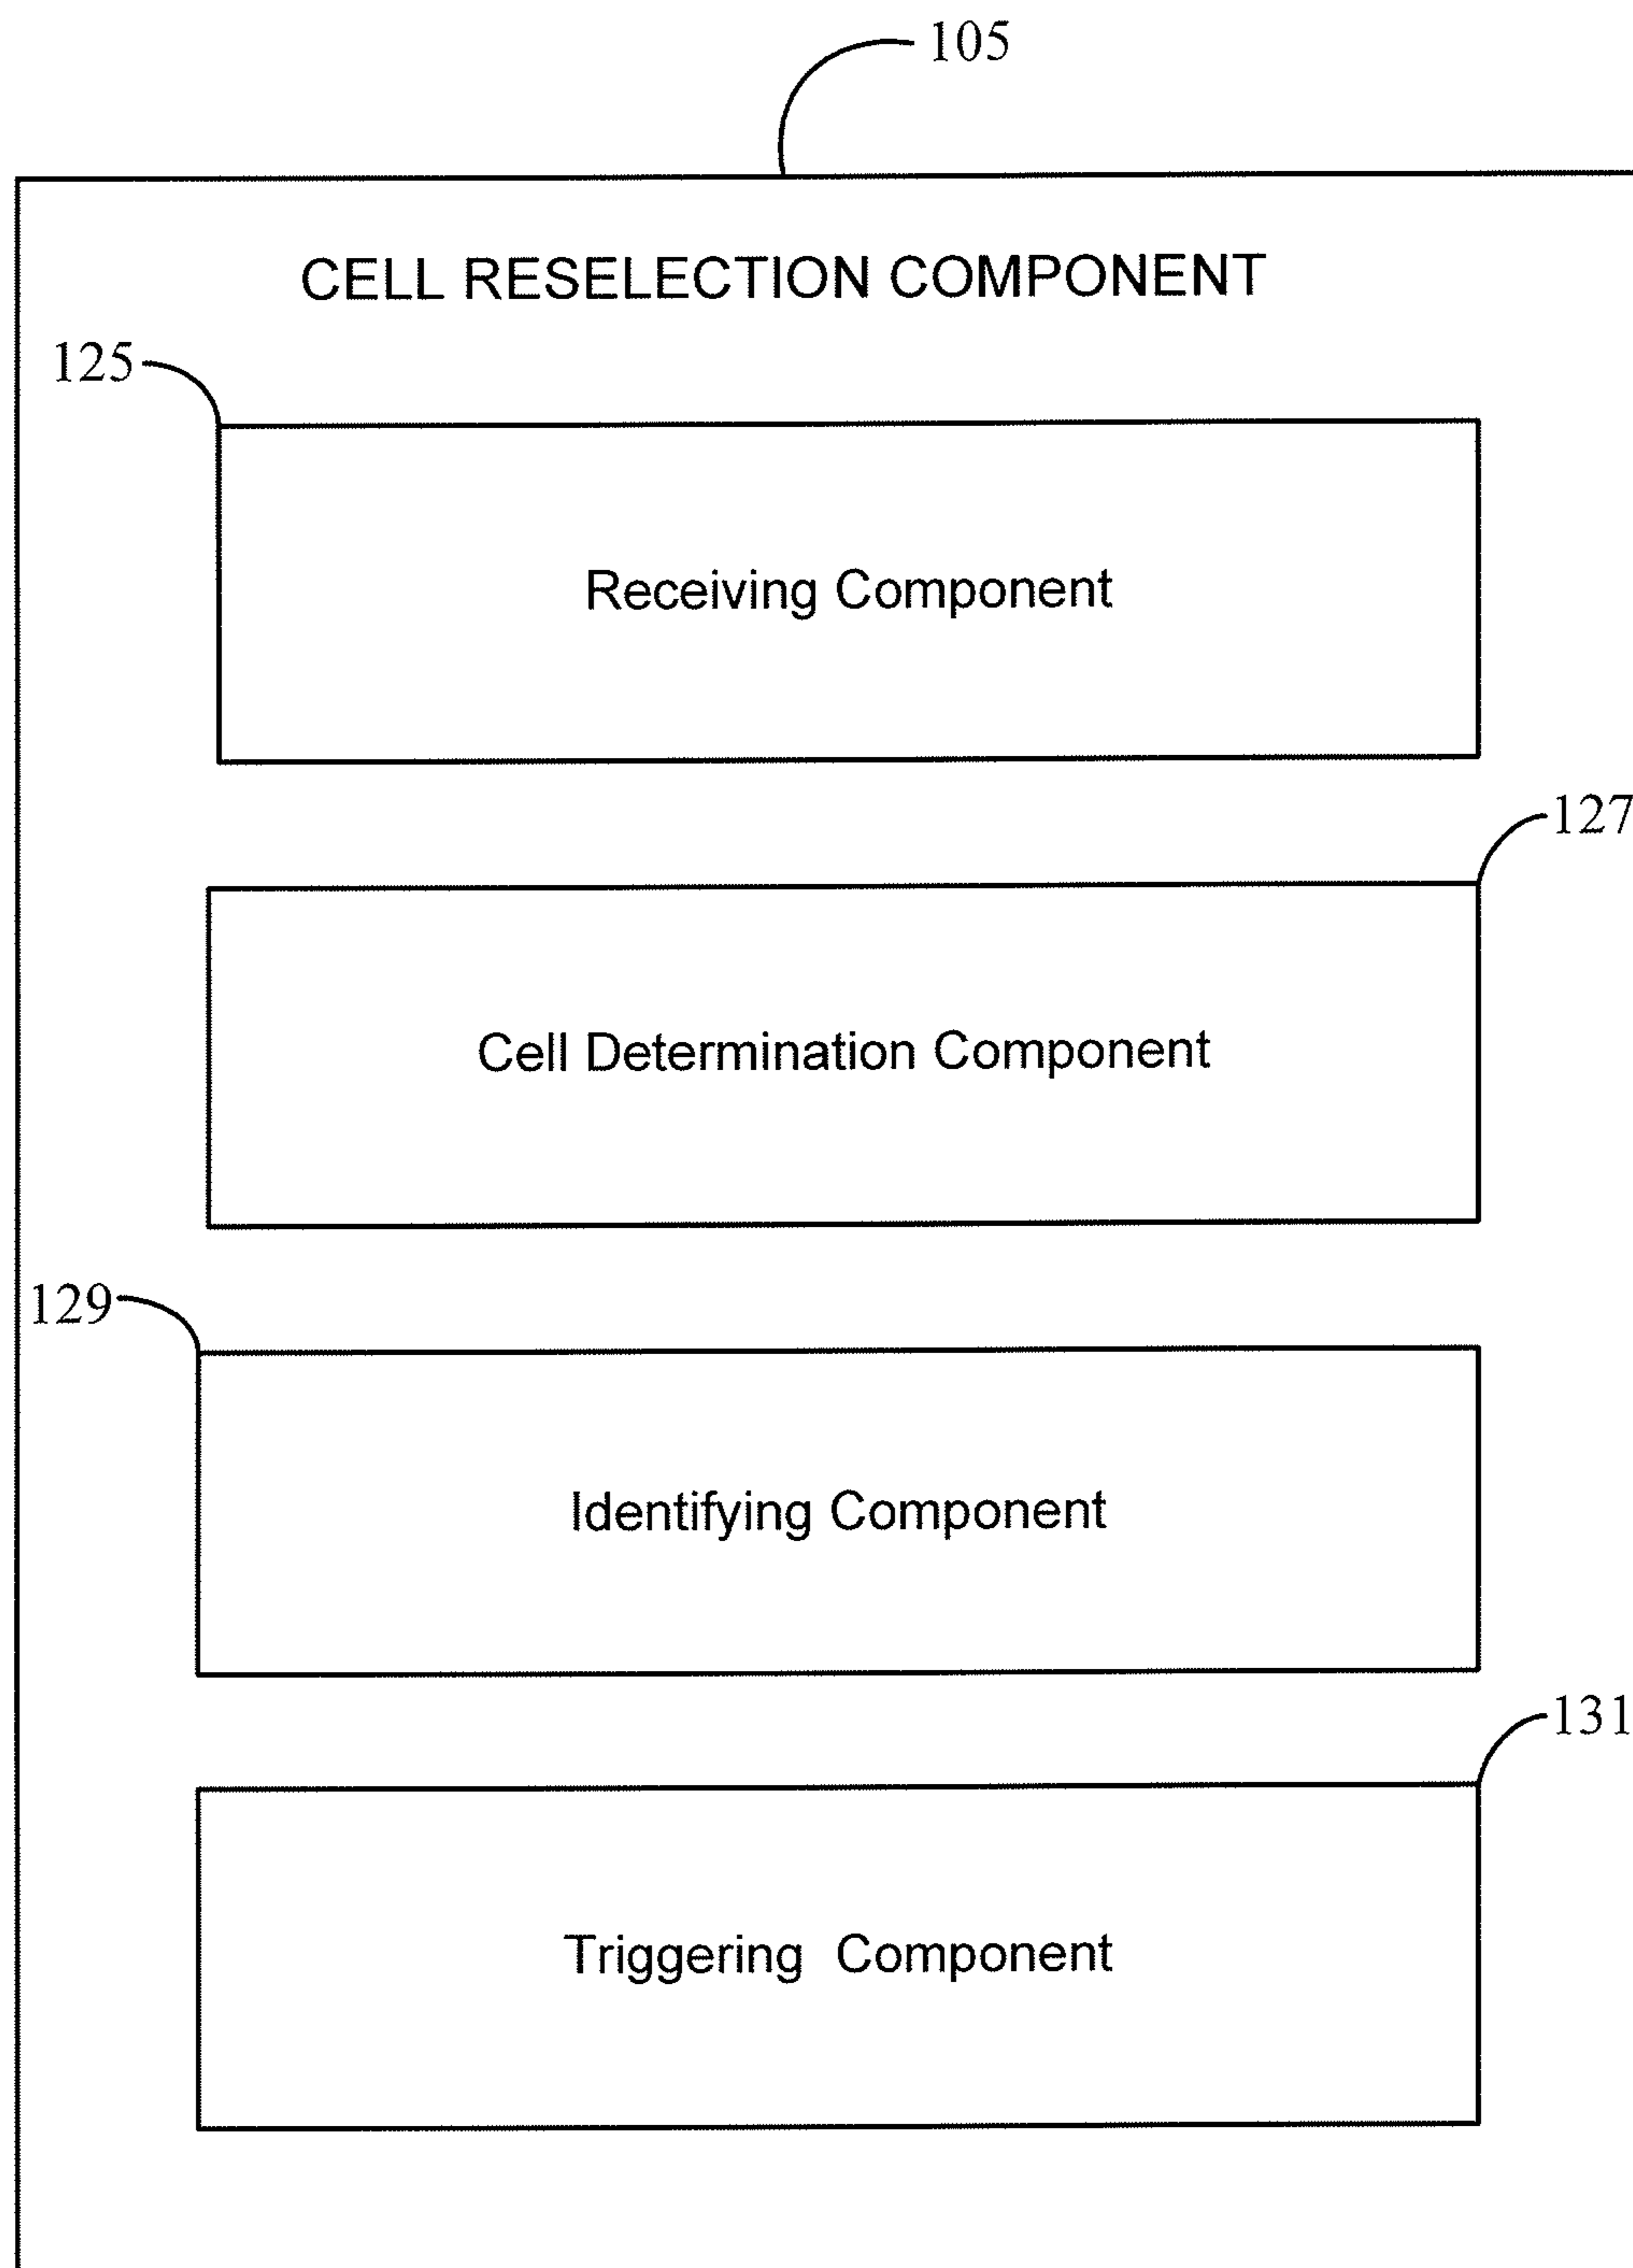 105
CELL RESELECTION COMPONENT
125
Receiving Component
127
Cell Determination Component
129
Identifying Component
131
Triggering Component